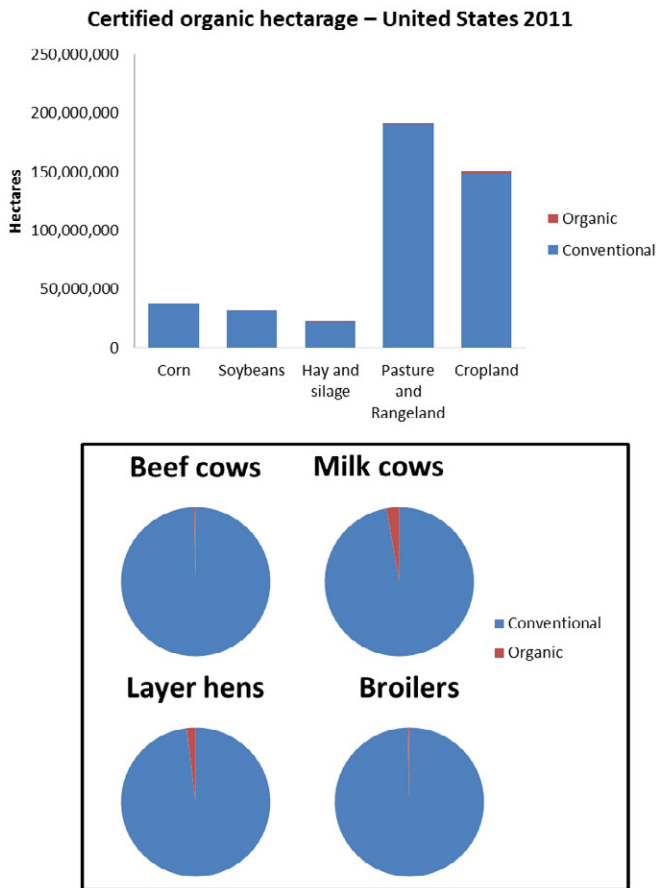 Certified organic hectarage – United States 2011
250,000,000
200,000,000
150,000,000
100,000,000
50,000,000
0
Hectares
Corn
Soybeans
Hay and
silage
Pasture
and
Rangeland
Cropland
Organic
Conventional
Beef cows
Milk cows
Conventional
Organic
Layer hens
Broilers